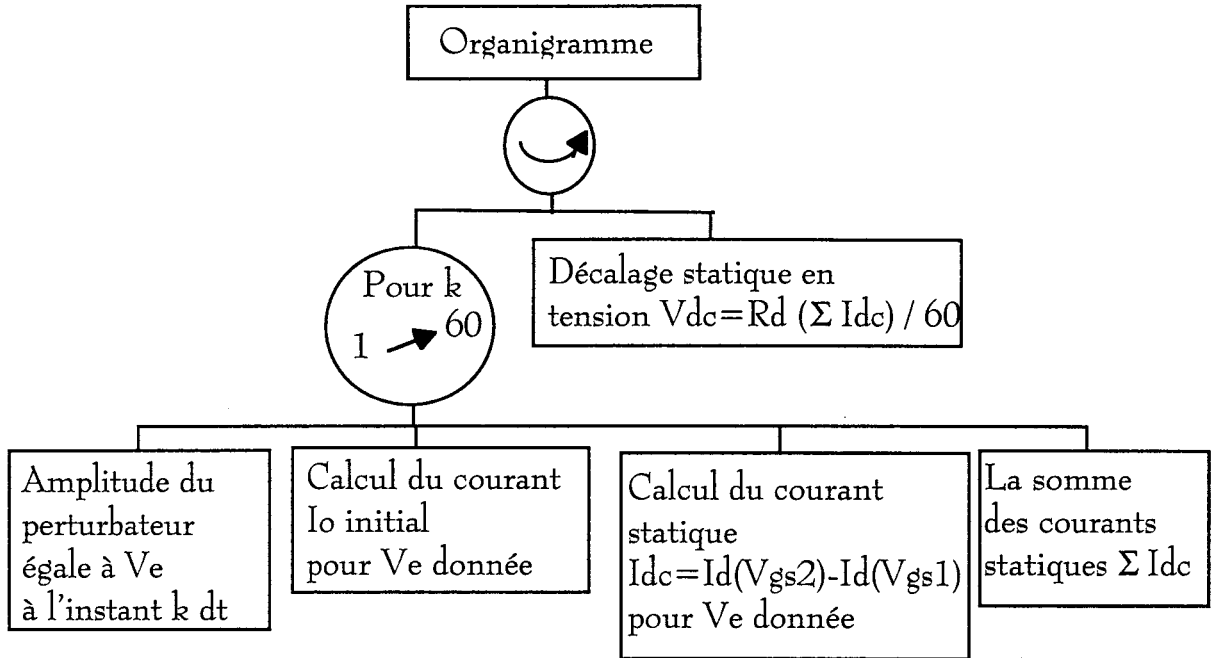 Organigramme
Pour k
1 60
Décalage statique en
tension Vdc=Rd (Σ Idc) / 60
Amplitude du
perturbateur
égale à Ve
à l'instant k dt
Calcul du courant
Io initial
pour Ve donnée
Calcul du courant
statique
Idc=Id(Vgs2)-Id(Vgs1)
pour Ve donnée
La somme
des courants
statiques Σ Idc